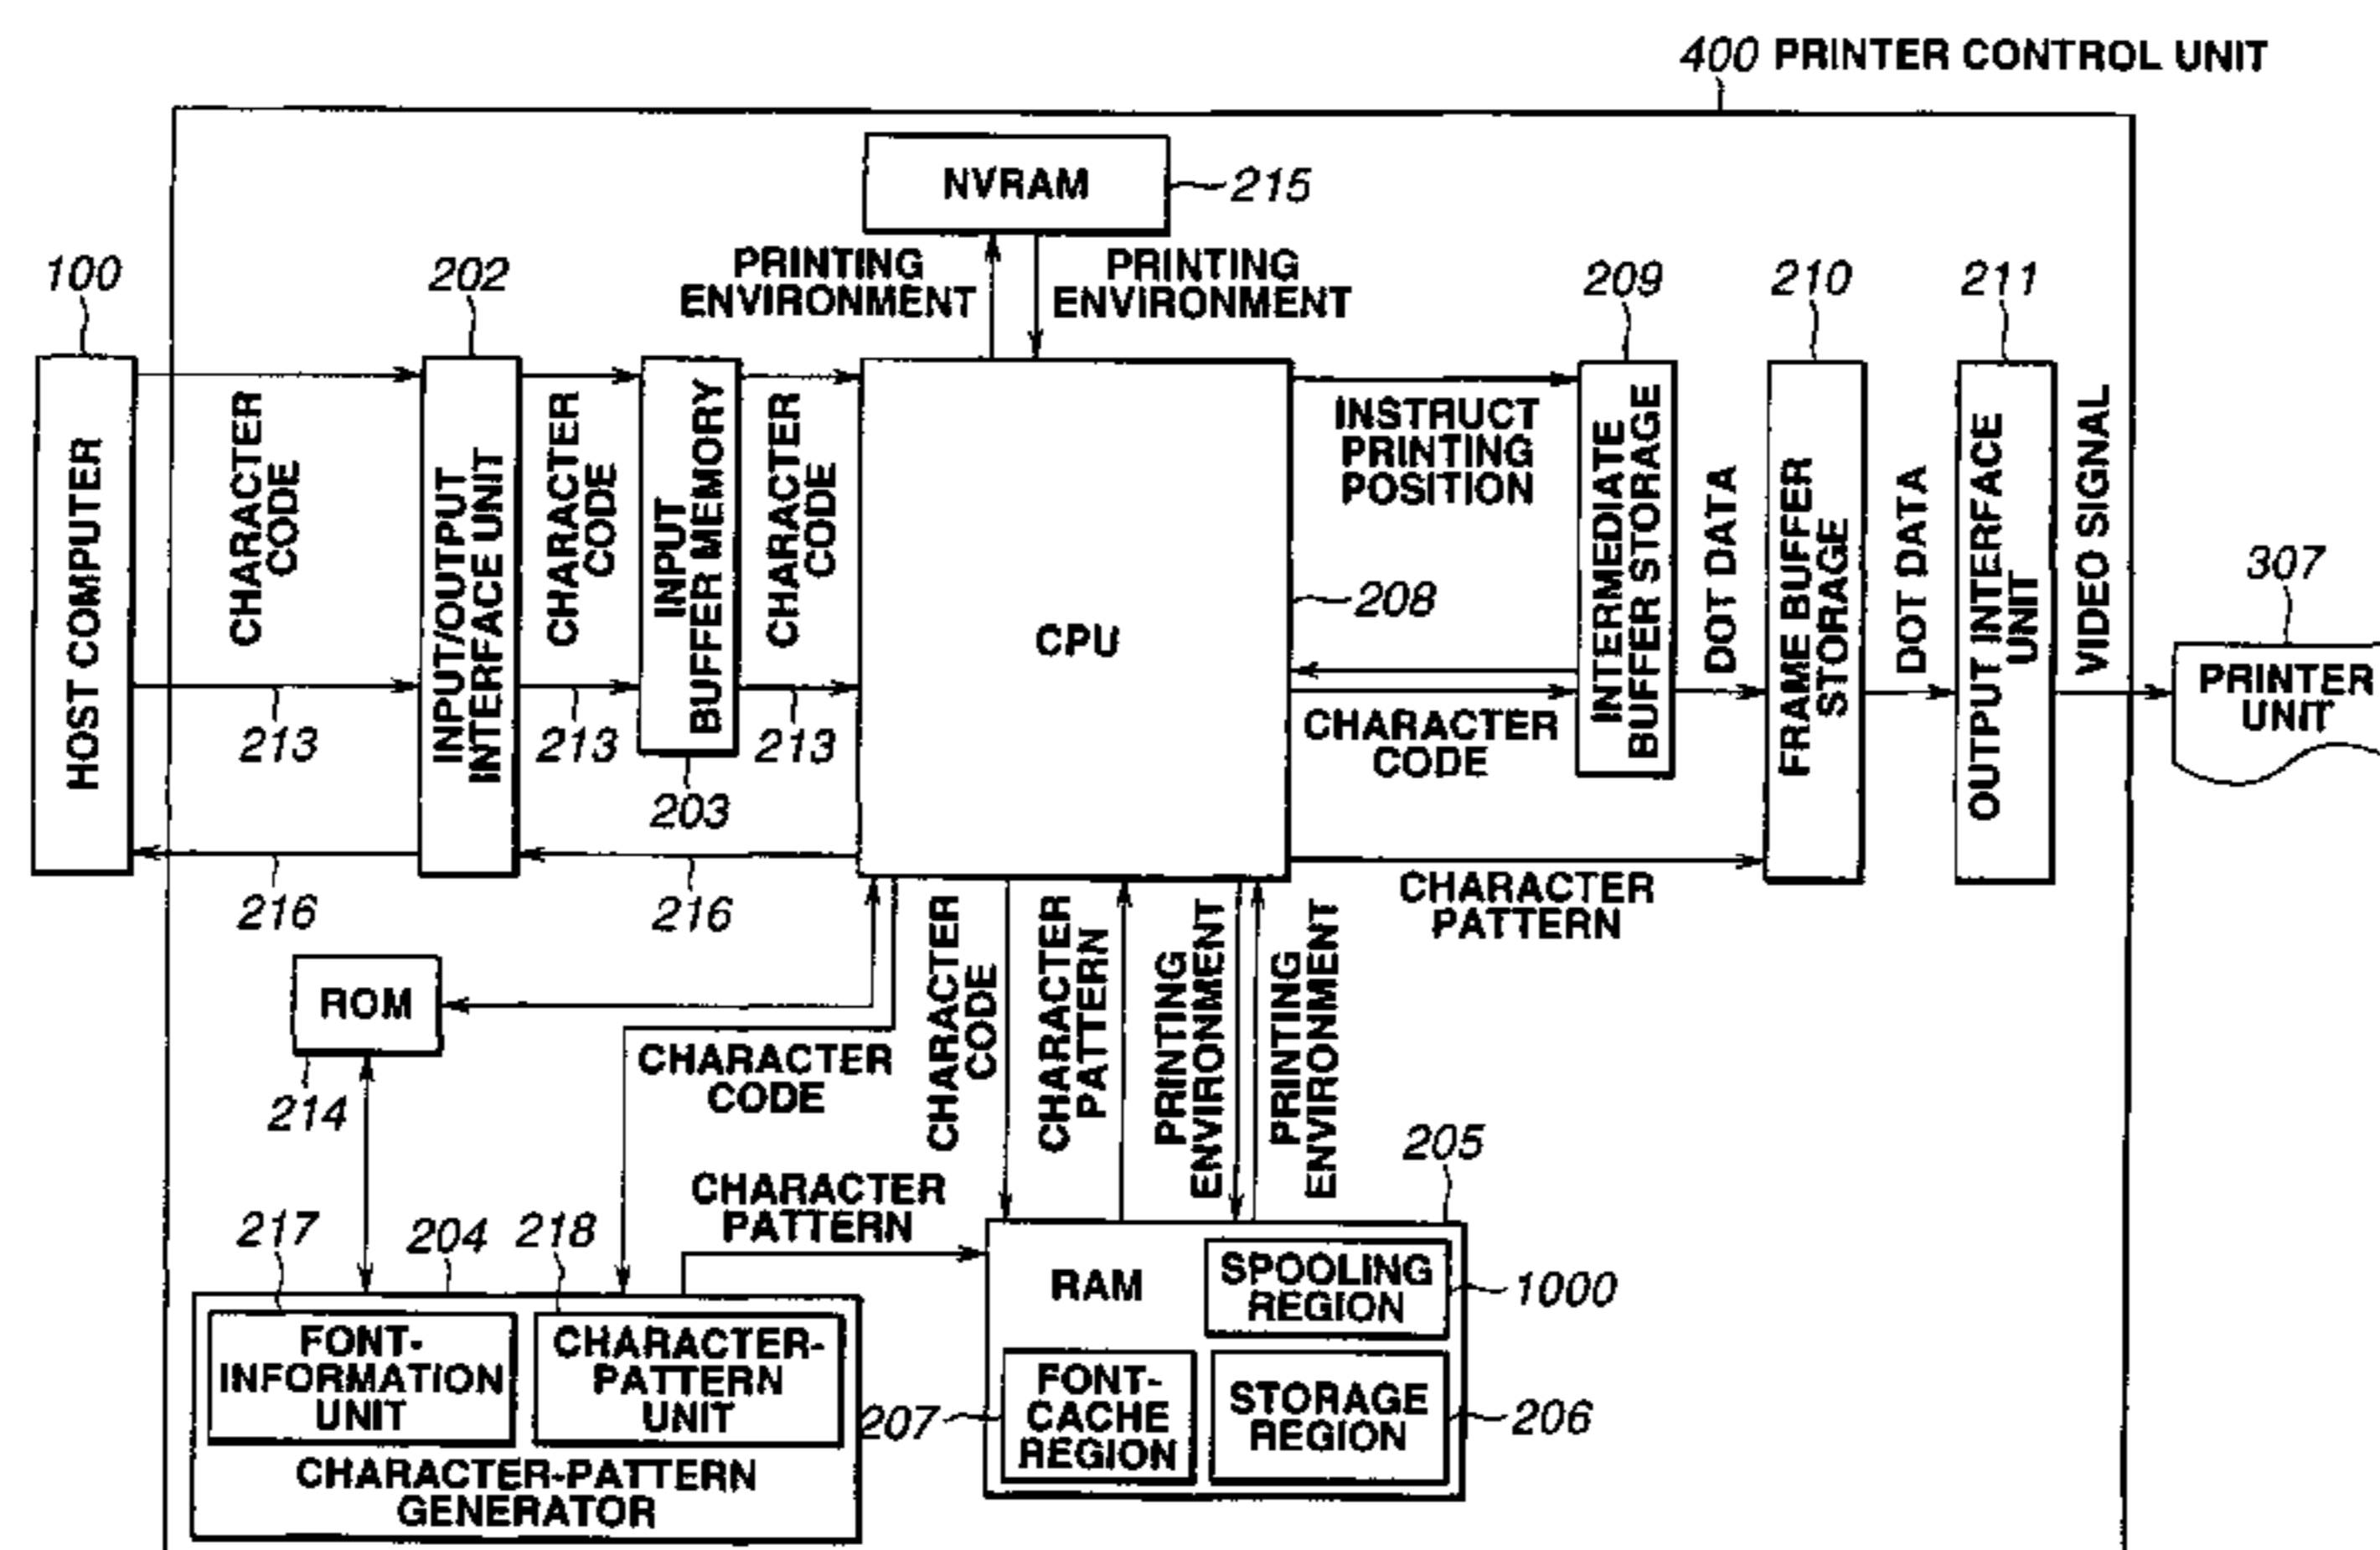 400 PRINTER CONTROL UNIT
NVRAM
215
PRINTING
ENVIRONMENT
PRINTING
ENVIRONMENT
100
202
209
210
211
HOST COMPUTER
CHARACTER
CODE
213
216
INPUT/OUTPUT
INTERFACE UNIT
CHARACTER
CODE
213
INPUT
BUFFER MEMORY
203
CHARACTER
CODE
213
216
CPU
208
INSTRUCT
PRINTING
POSITION
CHARACTER
CODE
CHARACTER
PATTERN
INTERMEDIATE
BUFFER STORAGE
DOT DATA
FRAME BUFFER
STORAGE
DOT DATA
OUTPUT INTERFACE
UNIT
VIDEO SIGNAL
307
PRINTER
UNIT
ROM
214
CHARACTER
CODE
CHARACTER
CODE
CHARACTER
PATTERN
PRINTING
ENVIRONMENT
PRINTING
ENVIRONMENT
205
CHARACTER
PATTERN
217
204
218
FONT-
INFORMATION
UNIT
CHARACTER-
PATTERN
UNIT
CHARACTER-PATTERN
GENERATOR
RAM
SPOOLING
REGION
1000
207
FONT-
CACHE
REGION
STORAGE
REGION
206